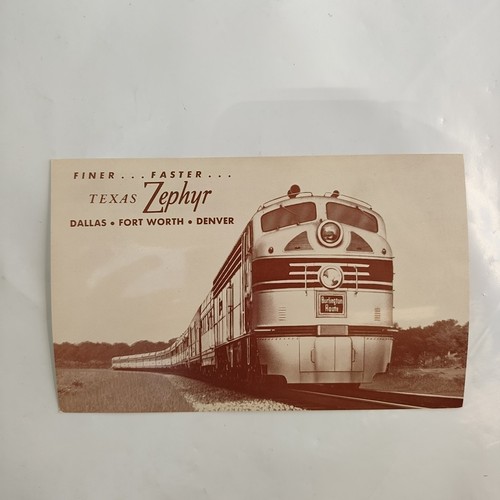 FINER... FASTER...
TEXAS Zephyr
DALLAS • FORT WORTH • DENVER
Burlington
Route